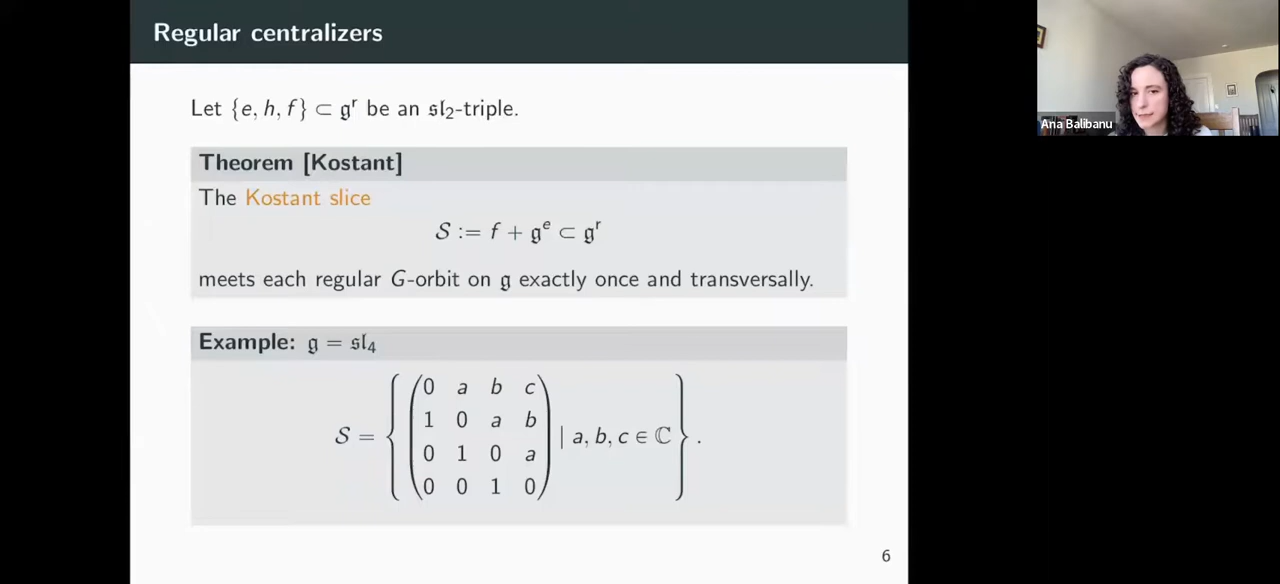 Regular centralizers
Let {e, h, f} ⊂ 𝔤ʳ be an 𝔰𝔩₂-triple.
Theorem [Kostant]
The Kostant slice
𝒮 := f + 𝔤ᵉ ⊂ 𝔤ʳ
meets each regular G-orbit on 𝔤 exactly once and transversally.
Example: 𝔤 = 𝔰𝔩₄
0 a b c
1 0 a b
𝒮 = { ( ) | a, b, c ∈ ℂ } .
0 1 0 a
0 0 1 0
6
Ana Balibanu